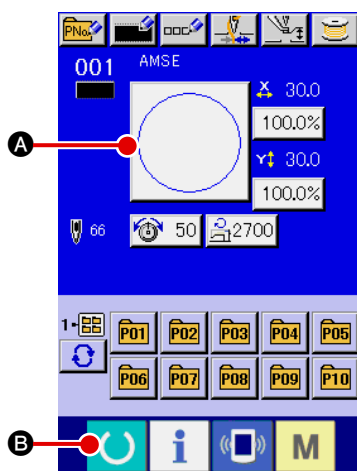 PNo.
001 AMSE
X 30.0
A
100.0%
Y 30.0
100.0%
66 50 2700
1-
P01 P02 P03 P04 P05
P06 P07 P08 P09 P10
B i M